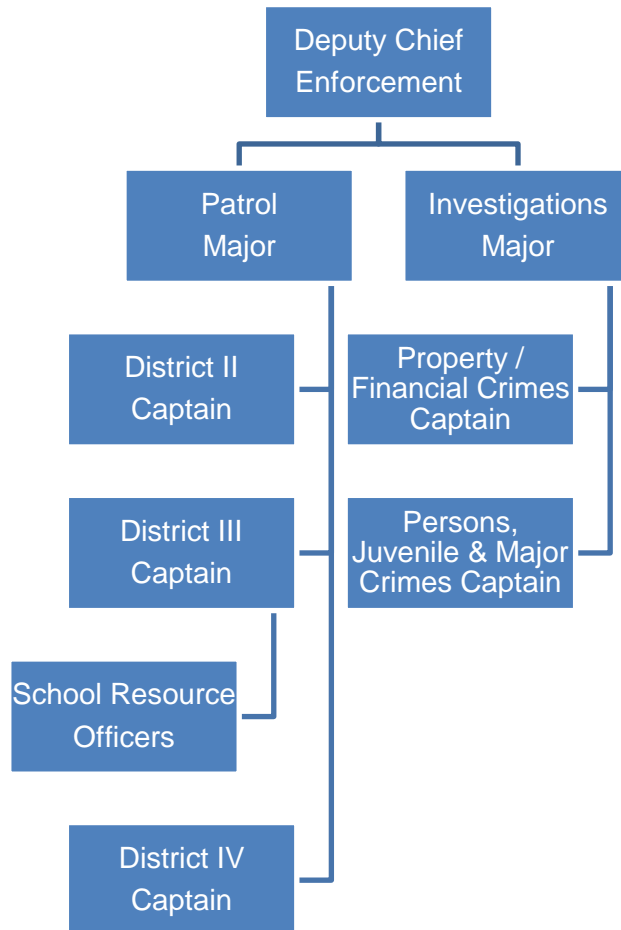 Deputy Chief
Enforcement
Patrol
Major
Investigations
Major
District II
Captain
Property /
Financial Crimes
Captain
District III
Captain
Persons,
Juvenile & Major
Crimes Captain
School Resource
Officers
District IV
Captain